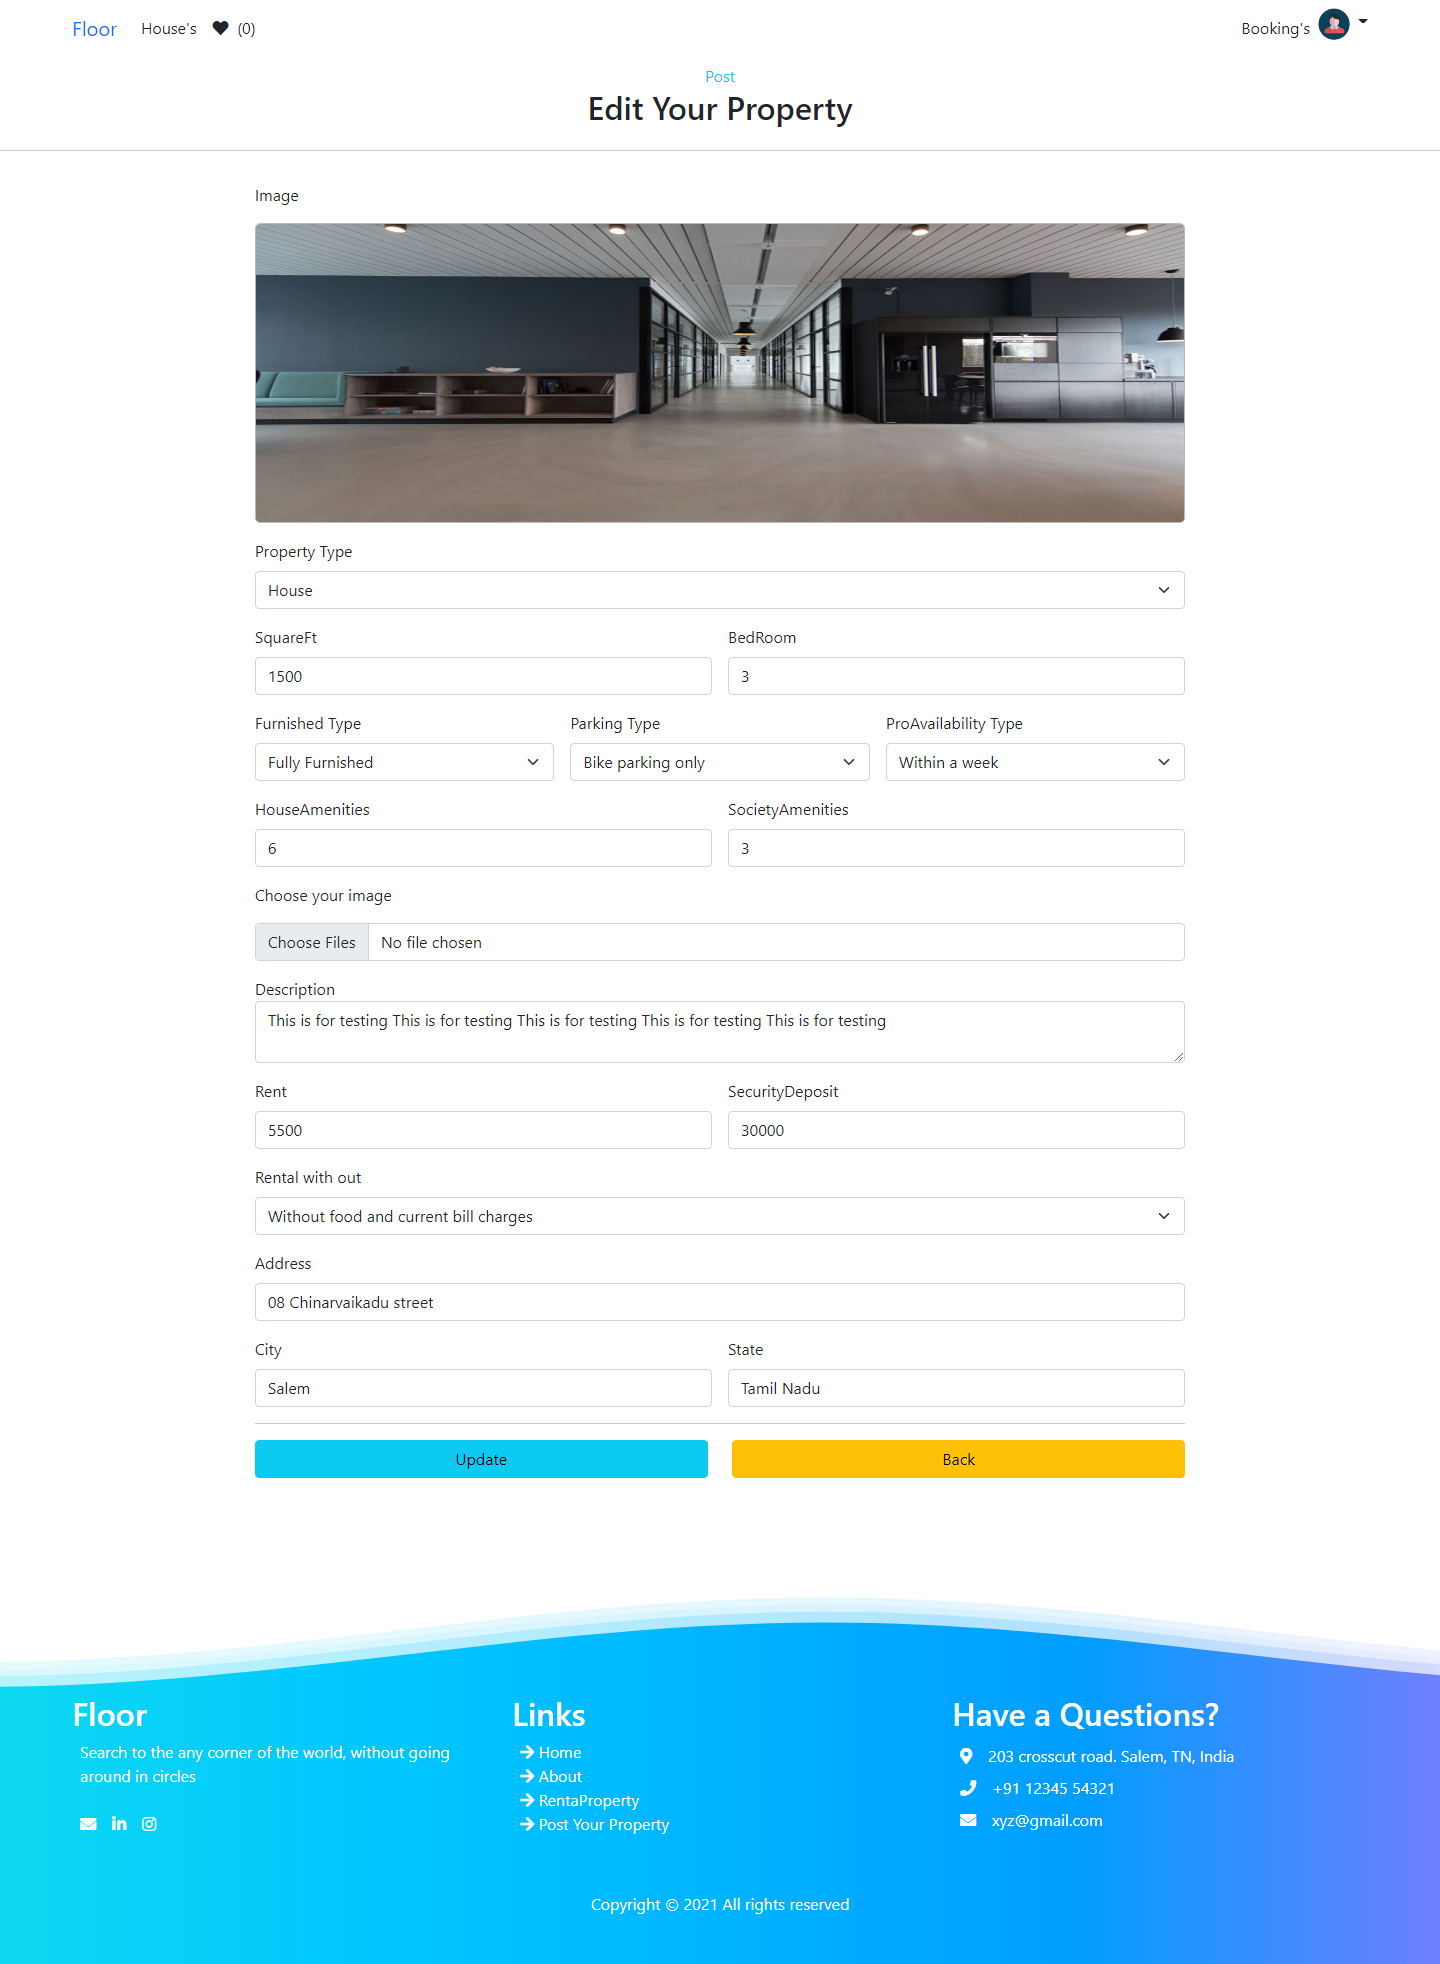 Floor House's (0) Booking's
Post
Edit Your Property
Image
Property Type
House
SquareFt BedRoom
1500 3
Furnished Type Parking Type ProAvailability Type
Fully Furnished Bike parking only Within a week
HouseAmenities SocietyAmenities
6 3
Choose your image
Choose Files No file chosen
Description
This is for testing This is for testing This is for testing This is for testing This is for testing
Rent SecurityDeposit
5500 30000
Rental with out
Without food and current bill charges
Address
08 Chinarvaikadu street
City State
Salem Tamil Nadu
Update Back
Floor
Search to the any corner of the world, without going
around in circles
Links
Home
About
RentaProperty
Post Your Property
Have a Questions?
203 crosscut road. Salem, TN, India
+91 12345 54321
xyz@gmail.com
Copyright © 2021 All rights reserved